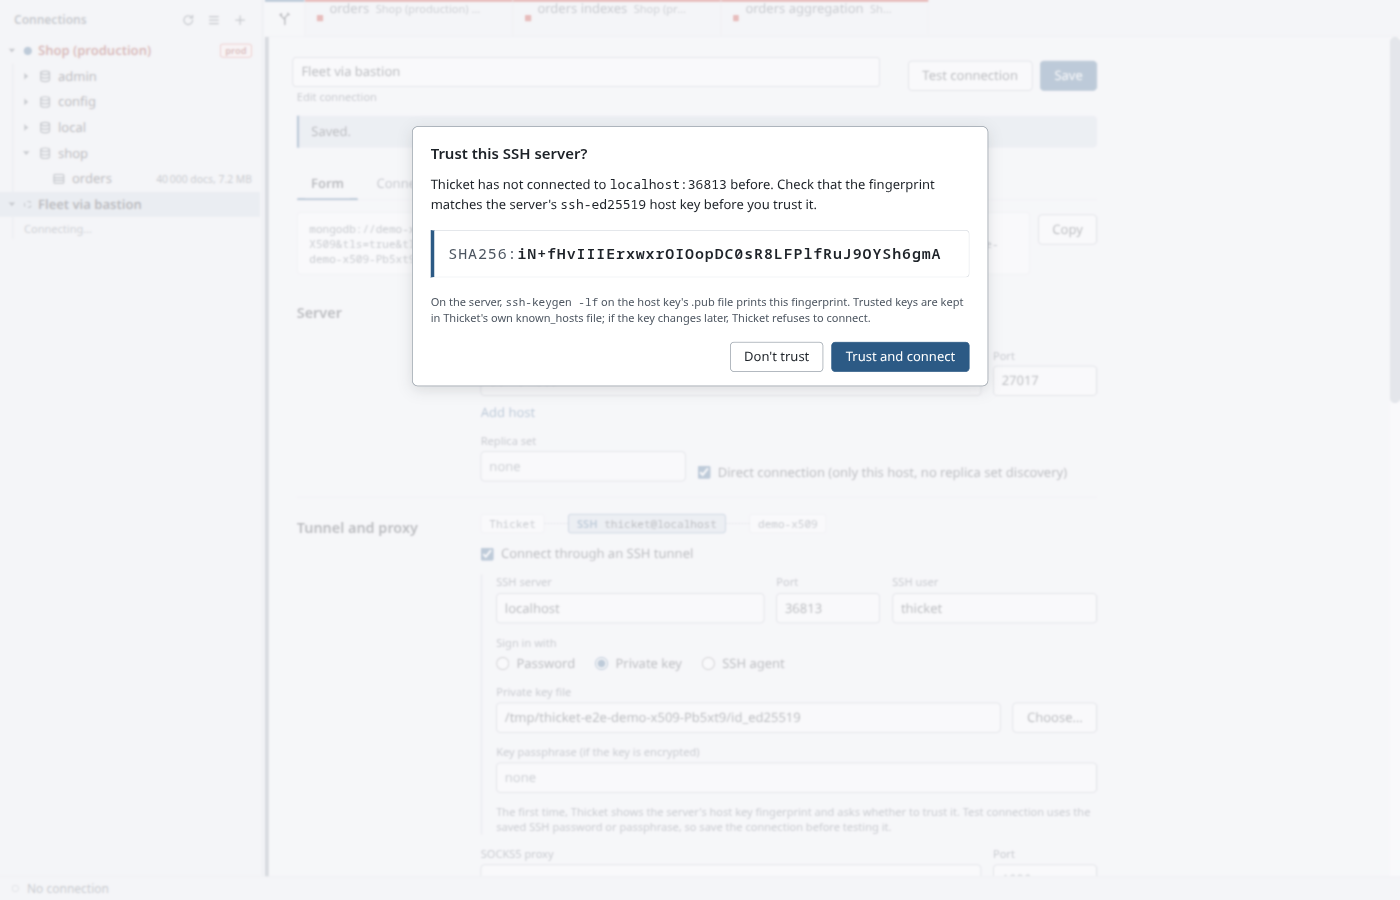 Connections
orders Shop (production) ...
orders indexes Shop (pr...
orders aggregation Sh...
Shop (production) prod
admin
config
local
shop
orders 40 000 docs, 7.2 MB
Fleet via bastion
Connecting...
Fleet via bastion
Test connection
Save
Edit connection
Saved.
Form
Trust this SSH server?
Thicket has not connected to localhost:36813 before. Check that the fingerprint
matches the server's ssh-ed25519 host key before you trust it.
SHA256:iN+fHvIIIErxwxrOIOopDC0sR8LFPlfRuJ9OYSh6gmA
On the server, ssh-keygen -lf on the host key's .pub file prints this fingerprint. Trusted keys are kept
in Thicket's own known_hosts file; if the key changes later, Thicket refuses to connect.
Don't trust
Trust and connect
Copy
Server
Port
27017
Add host
Replica set
none
Direct connection (only this host, no replica set discovery)
Tunnel and proxy
Thicket
SSH thicket@localhost
demo-x509
Connect through an SSH tunnel
SSH server
Port
SSH user
localhost
36813
thicket
Sign in with
Password
Private key
SSH agent
Private key file
/tmp/thicket-e2e-demo-x509-Pb5xt9/id_ed25519
Choose...
Key passphrase (if the key is encrypted)
none
The first time, Thicket shows the server's host key fingerprint and asks whether to trust it. Test connection uses the
saved SSH password or passphrase, so save the connection before testing it.
SOCKS5 proxy
Port
No connection